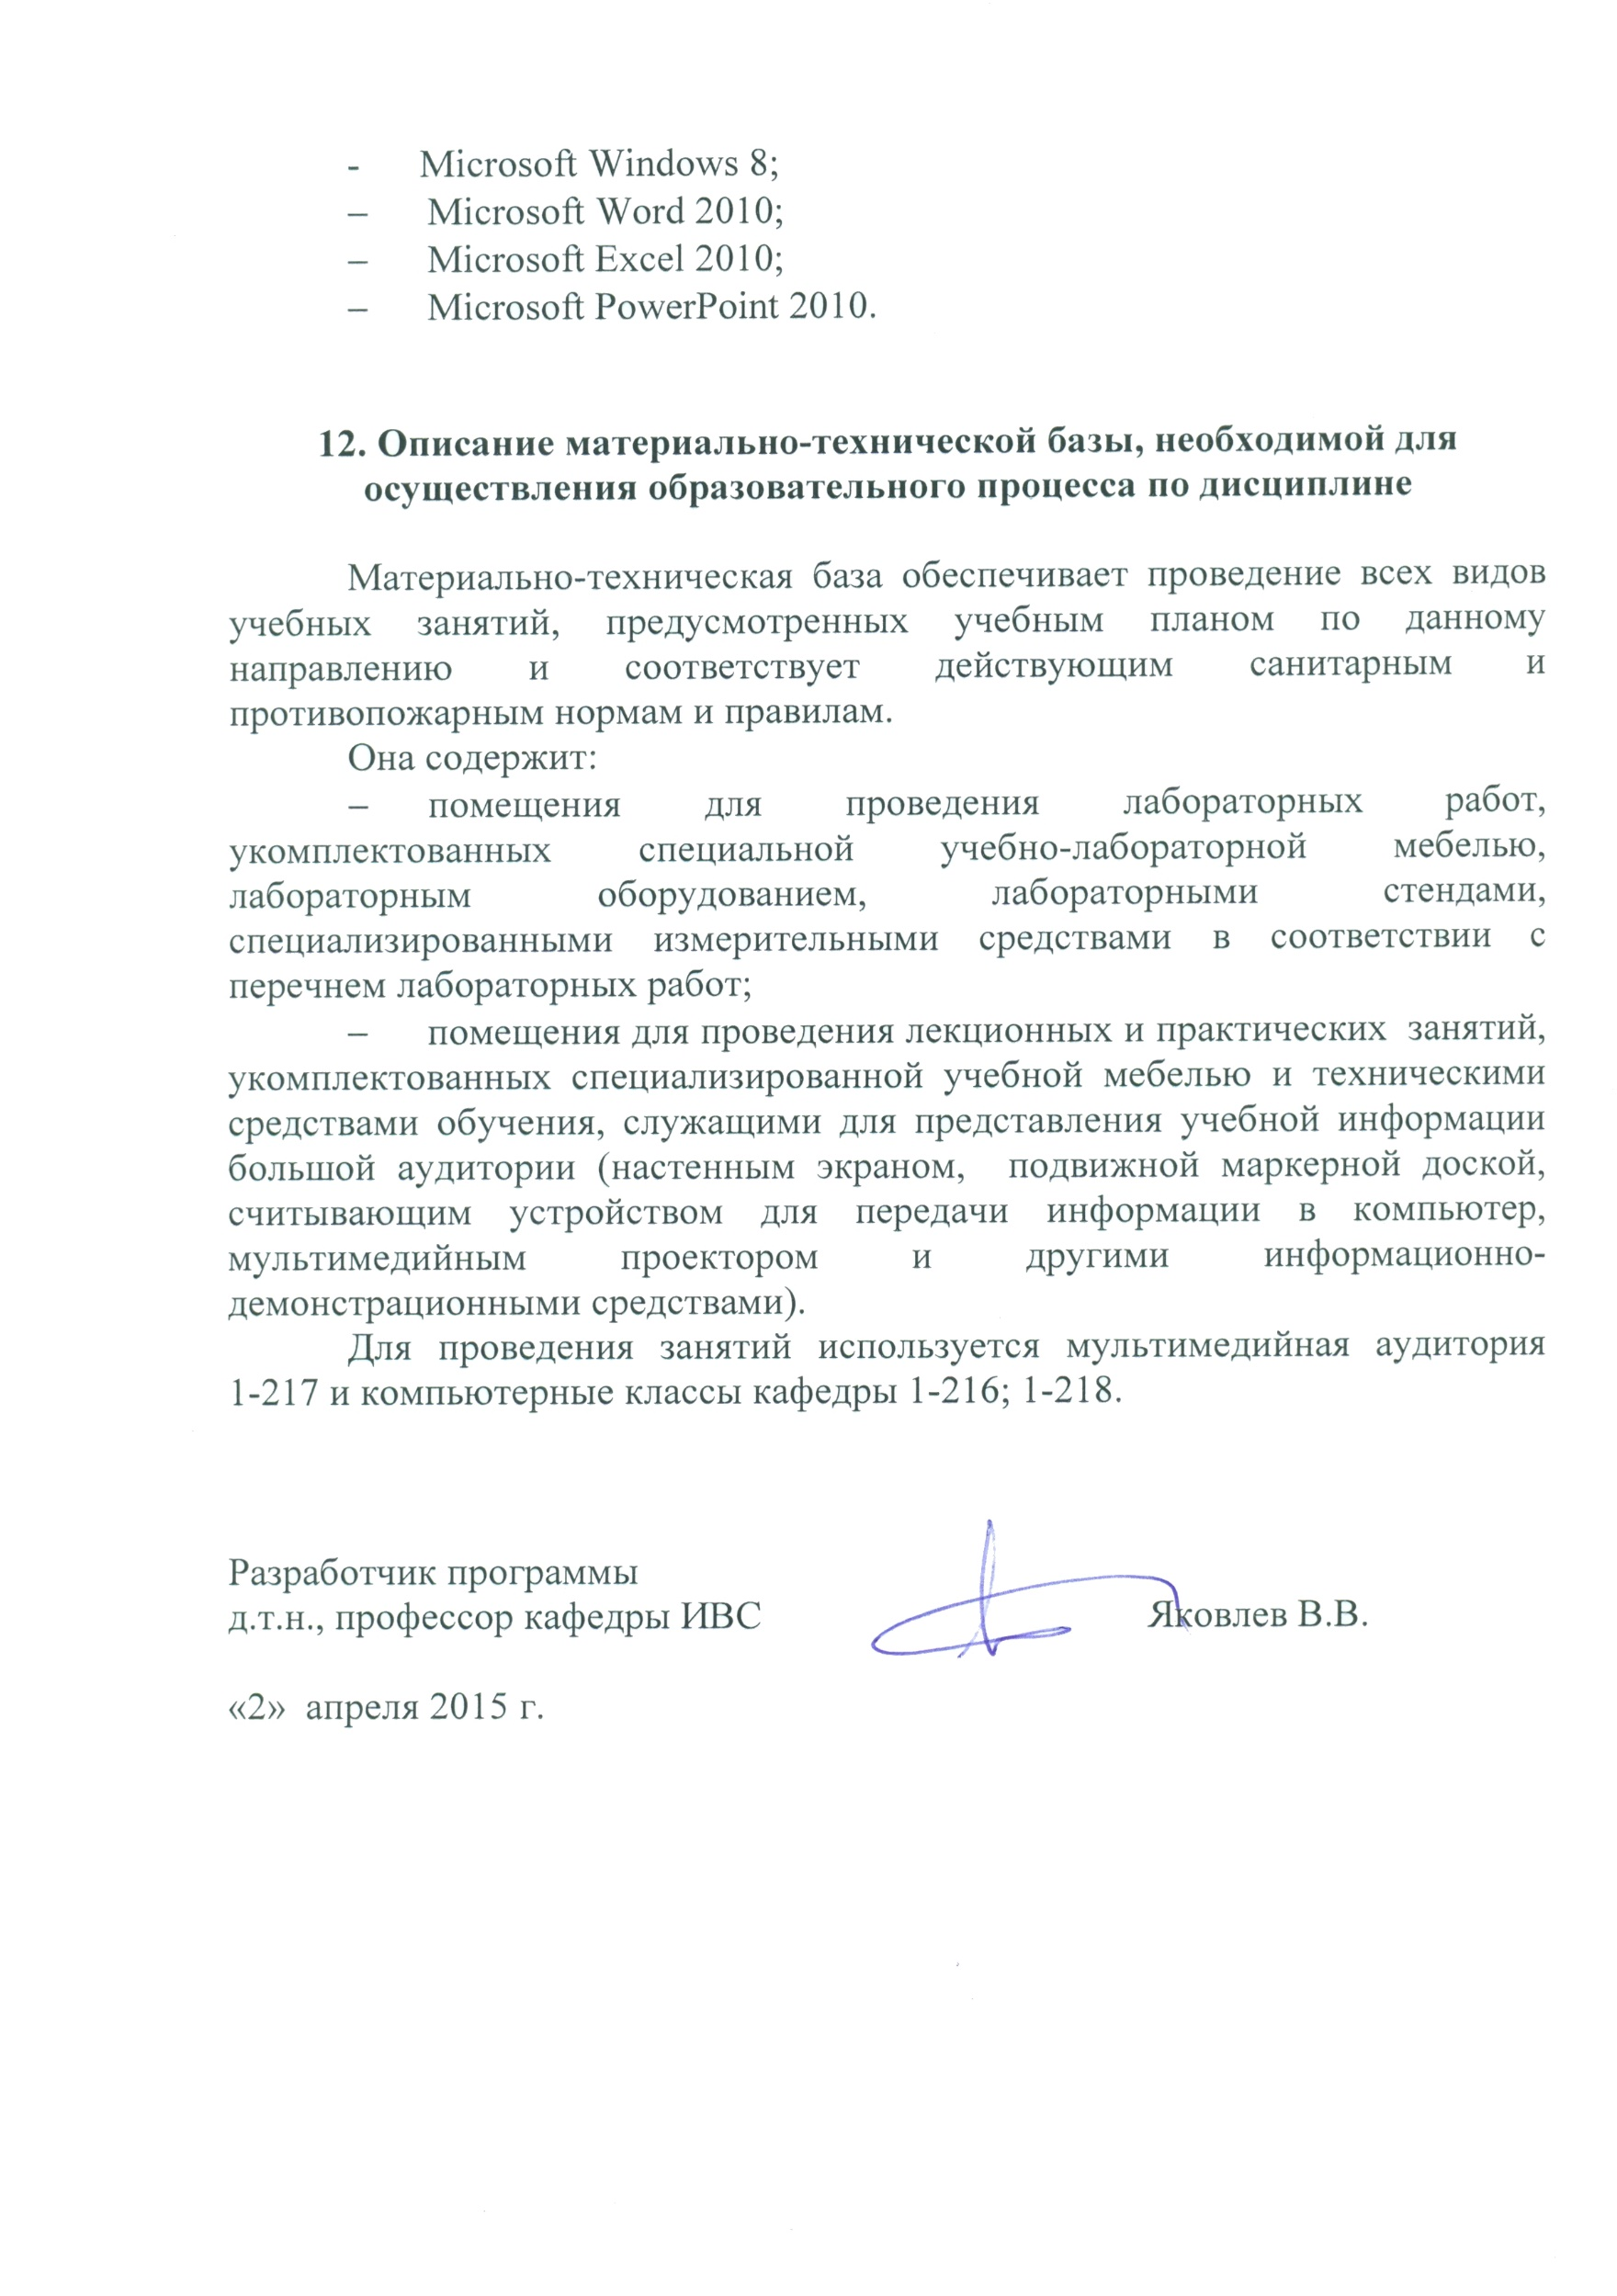 - Microsoft Windows 8;
– Microsoft Word 2010;
– Microsoft Excel 2010;
– Microsoft PowerPoint 2010.
12. Описание материально-технической базы, необходимой для
осуществления образовательного процесса по дисциплине
Материально-техническая база обеспечивает проведение всех видов
учебных занятий, предусмотренных учебным планом по данному
направлению и соответствует действующим санитарным и
противопожарным нормам и правилам.
Она содержит:
– помещения для проведения лабораторных работ,
укомплектованных специальной учебно-лабораторной мебелью,
лабораторным оборудованием, лабораторными стендами,
специализированными измерительными средствами в соответствии с
перечнем лабораторных работ;
– помещения для проведения лекционных и практических занятий,
укомплектованных специализированной учебной мебелью и техническими
средствами обучения, служащими для представления учебной информации
большой аудитории (настенным экраном, подвижной маркерной доской,
считывающим устройством для передачи информации в компьютер,
мультимедийным проектором и другими информационно-
демонстрационными средствами).
Для проведения занятий используется мультимедийная аудитория
1-217 и компьютерные классы кафедры 1-216; 1-218.
Разработчик программы
д.т.н., профессор кафедры ИВС Яковлев В.В.
«2» апреля 2015 г.